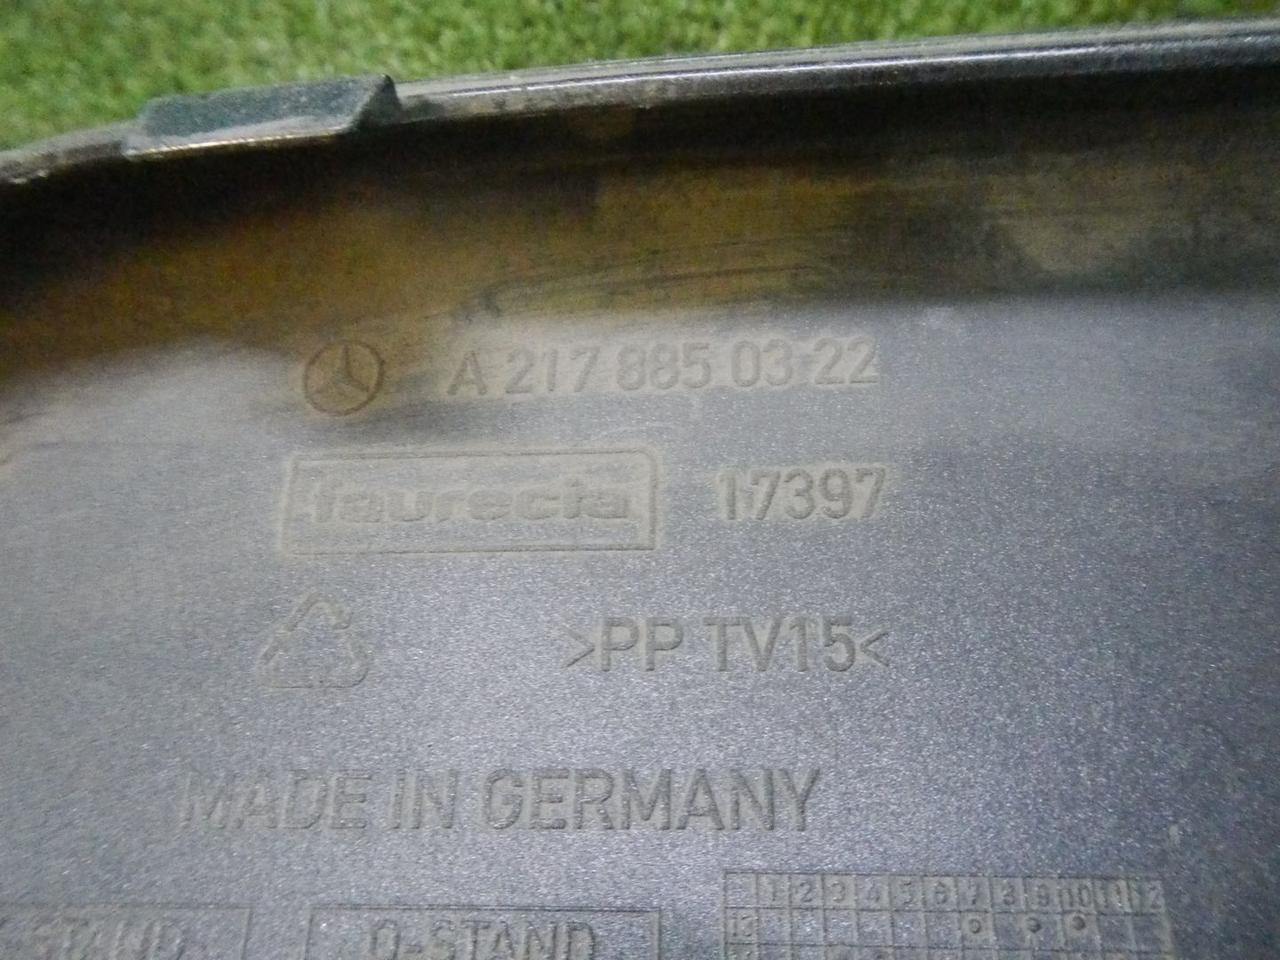 A 217 885 03 22
faurecia 17397
>PP TV15<
MADE IN GERMANY
1 2 3 4 5 6 7 8 9 10 11 12
STAND Q-STAND 13